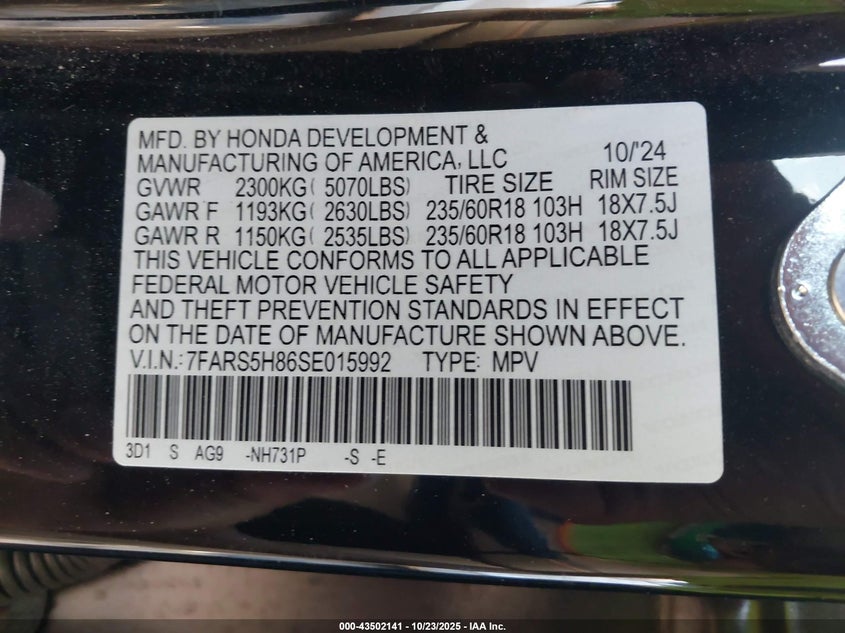 MFD. BY HONDA DEVELOPMENT &
MANUFACTURING OF AMERICA, LLC 10/'24
GVWR 2300KG( 5070LBS) TIRE SIZE RIM SIZE
GAWR F 1193KG( 2630LBS) 235/60R18 103H 18X7.5J
GAWR R 1150KG( 2535LBS) 235/60R18 103H 18X7.5J
THIS VEHICLE CONFORMS TO ALL APPLICABLE
FEDERAL MOTOR VEHICLE SAFETY
AND THEFT PREVENTION STANDARDS IN EFFECT
ON THE DATE OF MANUFACTURE SHOWN ABOVE.
V.I.N.:7FARS5H86SE015992 TYPE: MPV
3D1 S AG9 -NH731P -S -E
000-43502141 - 10/23/2025 - IAA Inc.